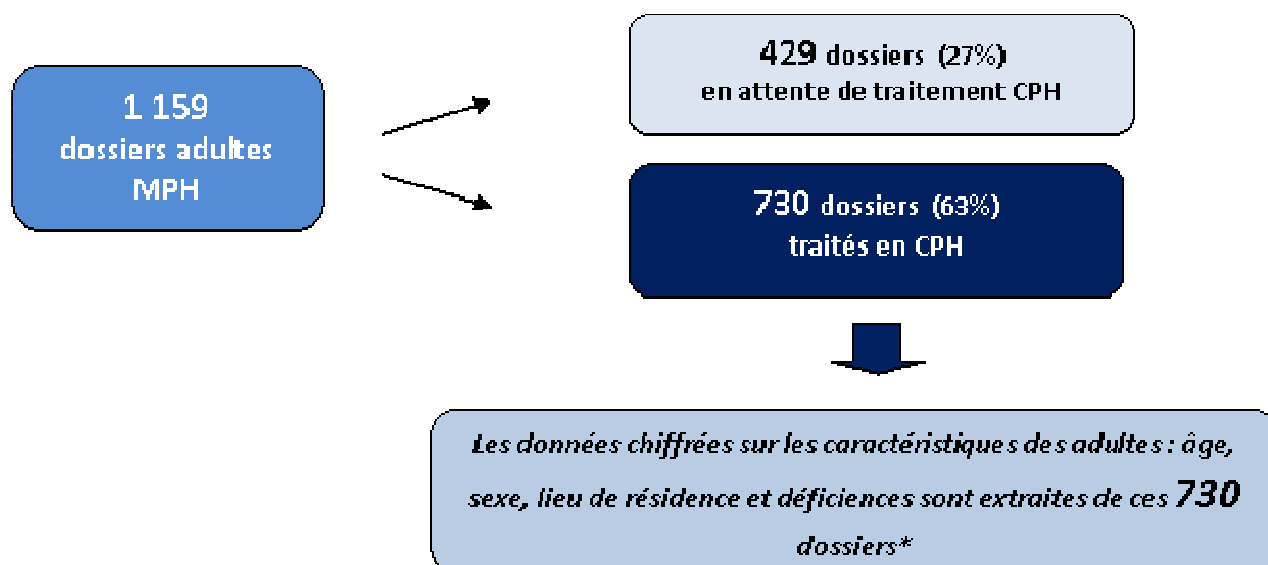 429 dossiers (27%)
en attente de traitement CPH
1 159
dossiers adultes
MPH
730 dossiers (63%)
traités en CPH
Les données chiffrées sur les caractéristiques des adultes : âge,
sexe, lieu de résidence et déficiences sont extraites de ces 730
dossiers*